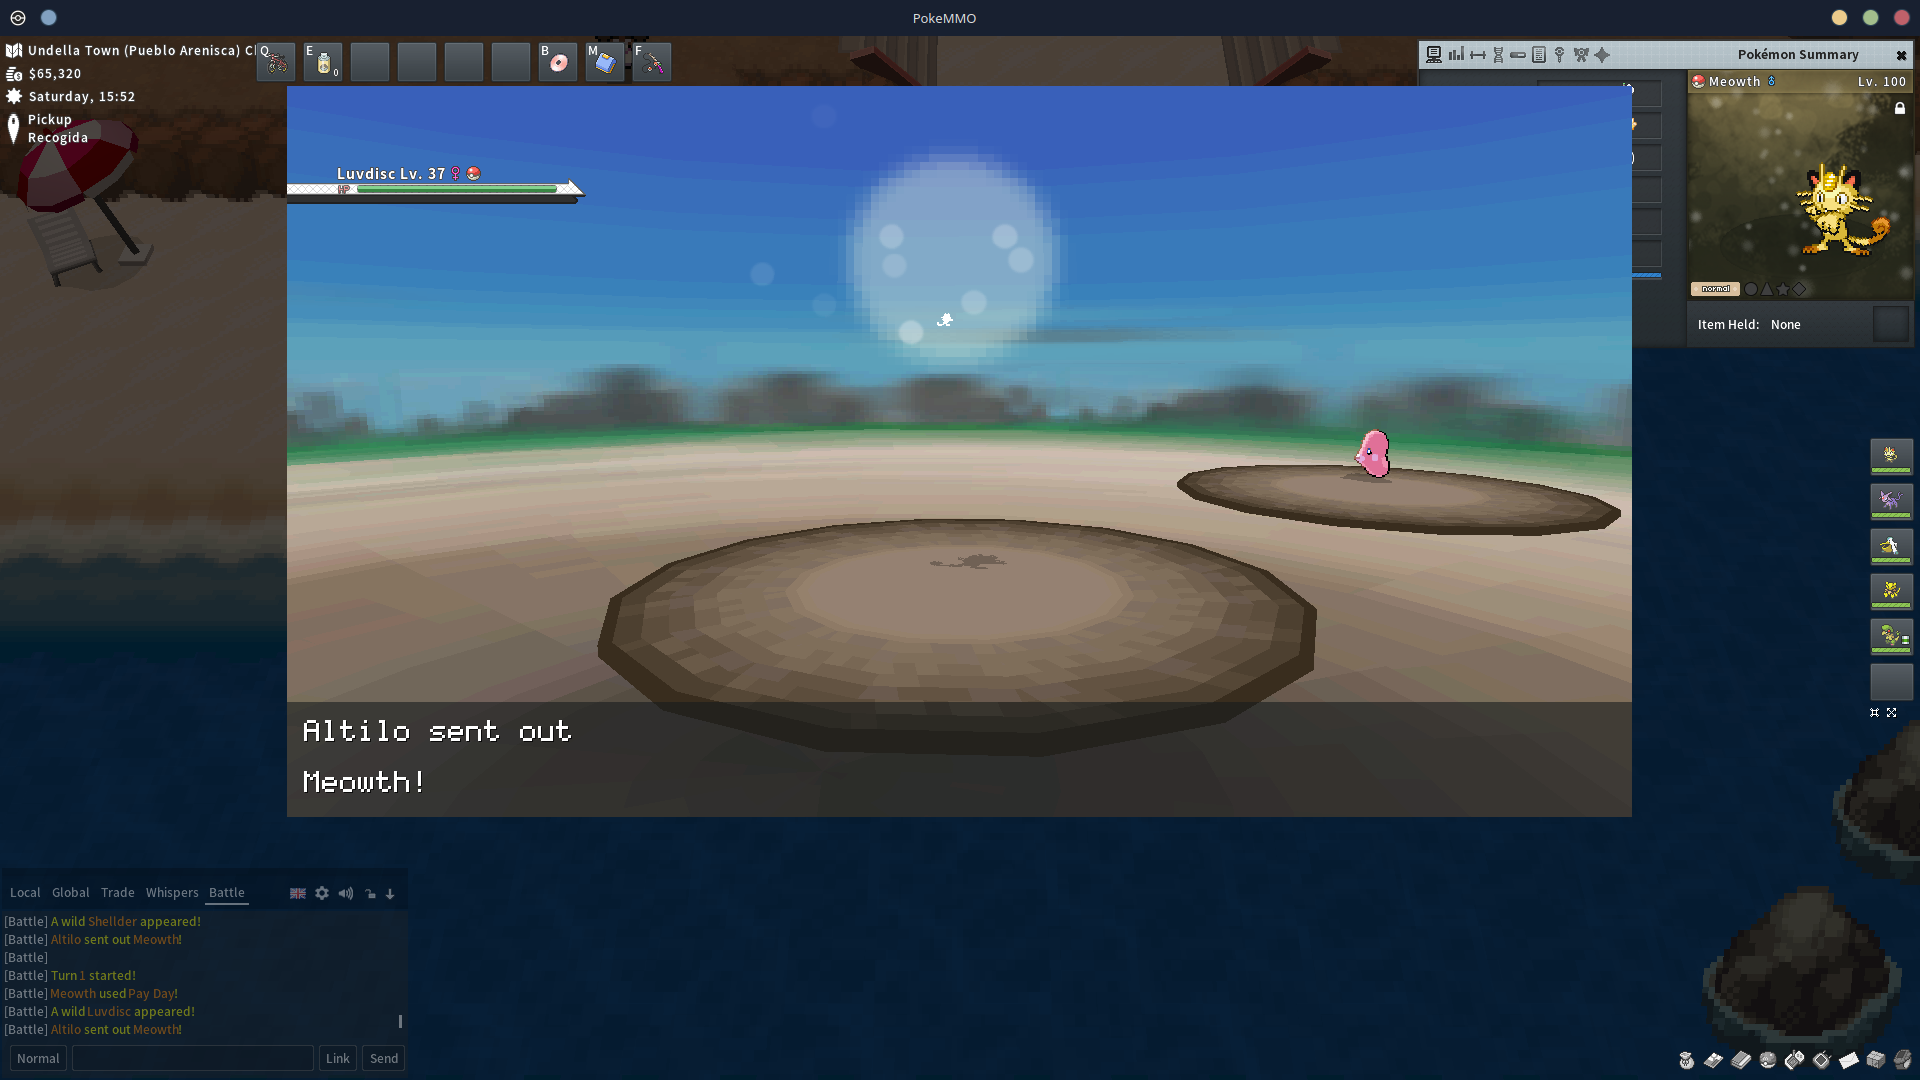 PokeMMO
Undella Town (Pueblo Arenisca) Cl
$65,320
Saturday, 15:52
Pickup
Recogida
Q
E
0
B
M
F
Pokémon Summary
Meowth
Lv. 100
normal
Item Held: None
Luvdisc Lv. 37
HP
Altilo sent out
Meowth!
Local Global Trade Whispers Battle
[Battle] A wild Shellder appeared!
[Battle] Altilo sent out Meowth!
[Battle]
[Battle] Turn 1 started!
[Battle] Meowth used Pay Day!
[Battle] A wild Luvdisc appeared!
[Battle] Altilo sent out Meowth!
Normal
Link
Send